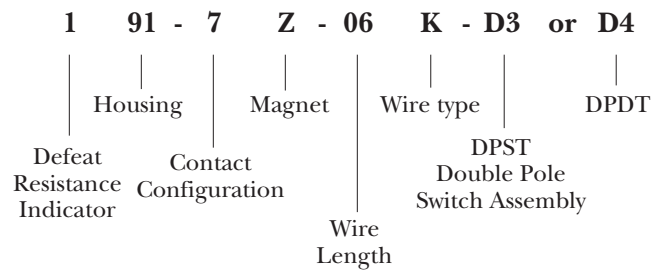 1 91 - 7 Z - 06 K - D3 or D4
Housing
Magnet
Wire type
DPDT
Defeat
Resistance
Indicator
Contact
Configuration
DPST
Double Pole
Switch Assembly
Wire
Length